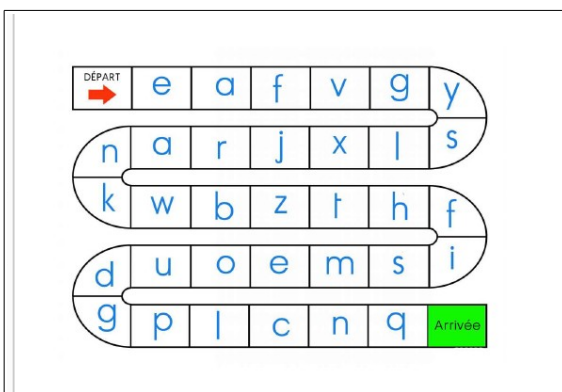 DÉPART e a f v g y
n a r j x l s
k w b z t h f
d u o e m s i
g p l c n q Arrivée